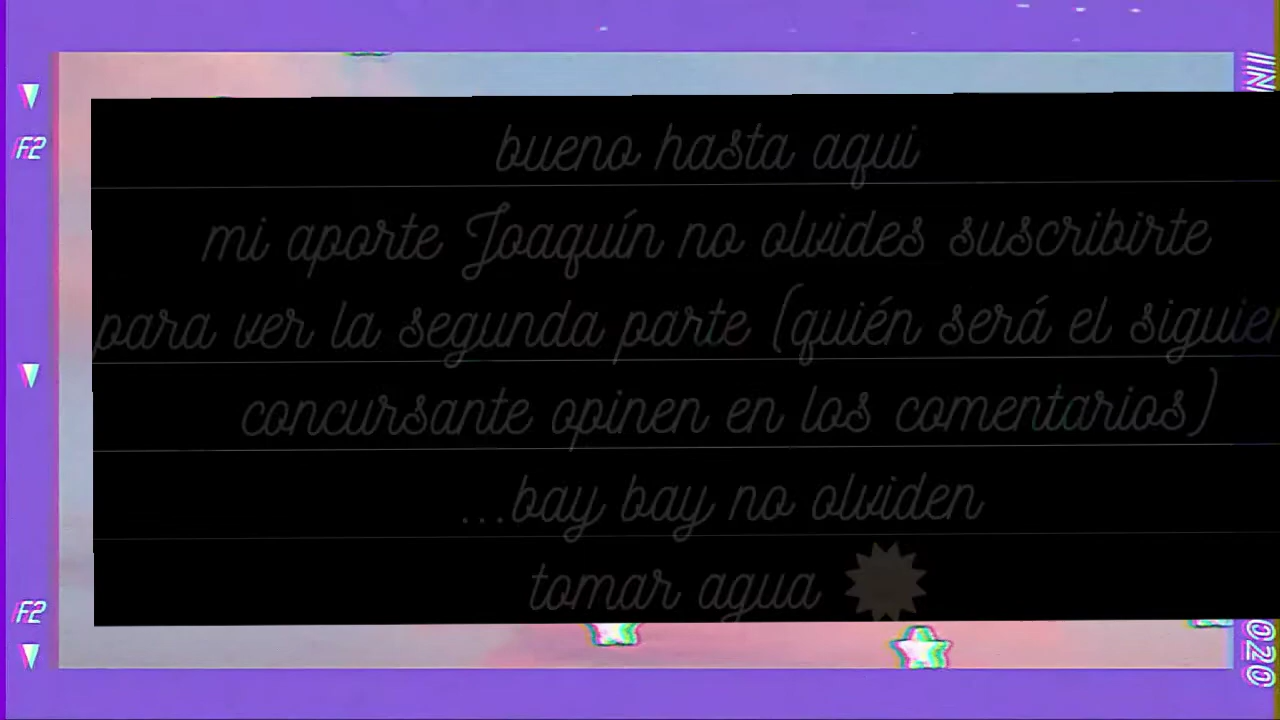 F2
F2
bueno hasta aqui
mi aporte Joaquín no olvides suscribirte
para ver la segunda parte (quién será el
concursante opinen en los comentarios)
...bay bay no olviden
tomar agua